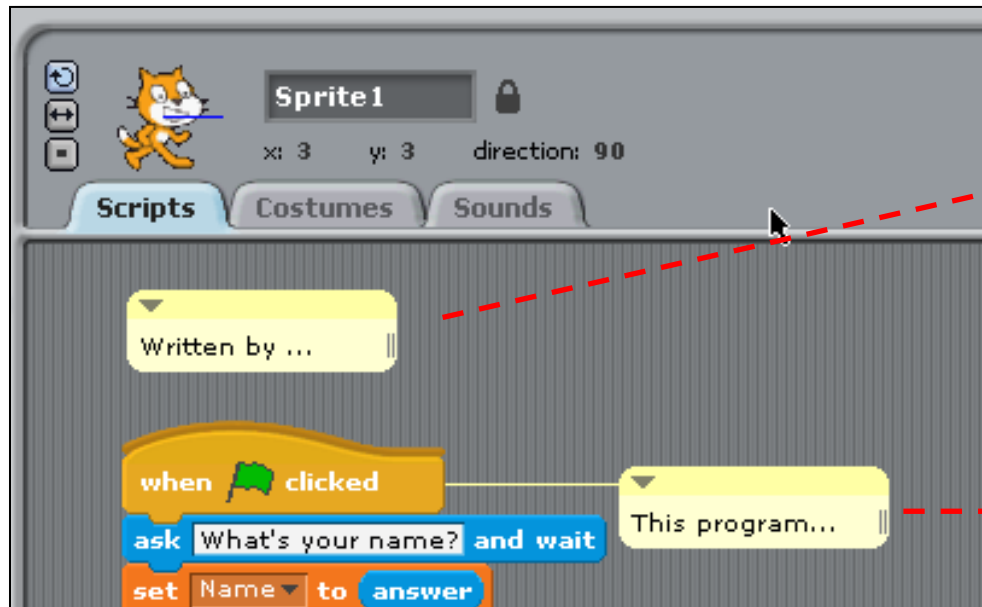 Sprite1
x: 3 y: 3 direction: 90
Scripts Costumes Sounds
Written by ...
when clicked
This program...
ask What's your name? and wait
set Name to answer